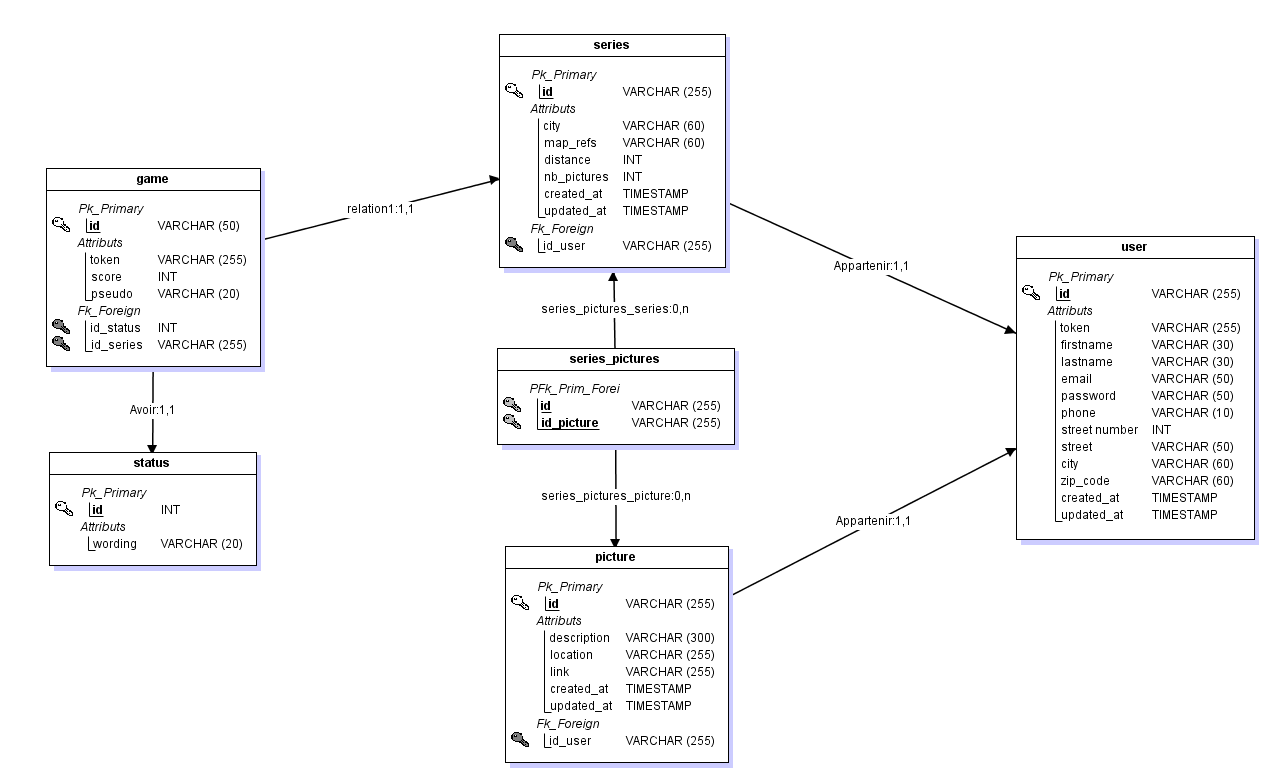 series
Pk_Primary
id VARCHAR (255)
Attributs
city VARCHAR (60)
map_refs VARCHAR (60)
distance INT
nb_pictures INT
created_at TIMESTAMP
updated_at TIMESTAMP
Fk_Foreign
id_user VARCHAR (255)
game
Pk_Primary
id VARCHAR (50)
Attributs
token VARCHAR (255)
score INT
pseudo VARCHAR (20)
Fk_Foreign
id_status INT
id_series VARCHAR (255)
relation1:1,1
Appartenir:1,1
user
Pk_Primary
id VARCHAR (255)
Attributs
token VARCHAR (255)
firstname VARCHAR (30)
lastname VARCHAR (30)
email VARCHAR (50)
password VARCHAR (50)
phone VARCHAR (10)
street number INT
street VARCHAR (50)
city VARCHAR (60)
zip_code VARCHAR (60)
created_at TIMESTAMP
updated_at TIMESTAMP
series_pictures_series:0,n
series_pictures
PFk_Prim_Forei
id VARCHAR (255)
id_picture VARCHAR (255)
Avoir:1,1
status
Pk_Primary
id INT
Attributs
wording VARCHAR (20)
series_pictures_picture:0,n
Appartenir:1,1
picture
Pk_Primary
id VARCHAR (255)
Attributs
description VARCHAR (300)
location VARCHAR (255)
link VARCHAR (255)
created_at TIMESTAMP
updated_at TIMESTAMP
Fk_Foreign
id_user VARCHAR (255)